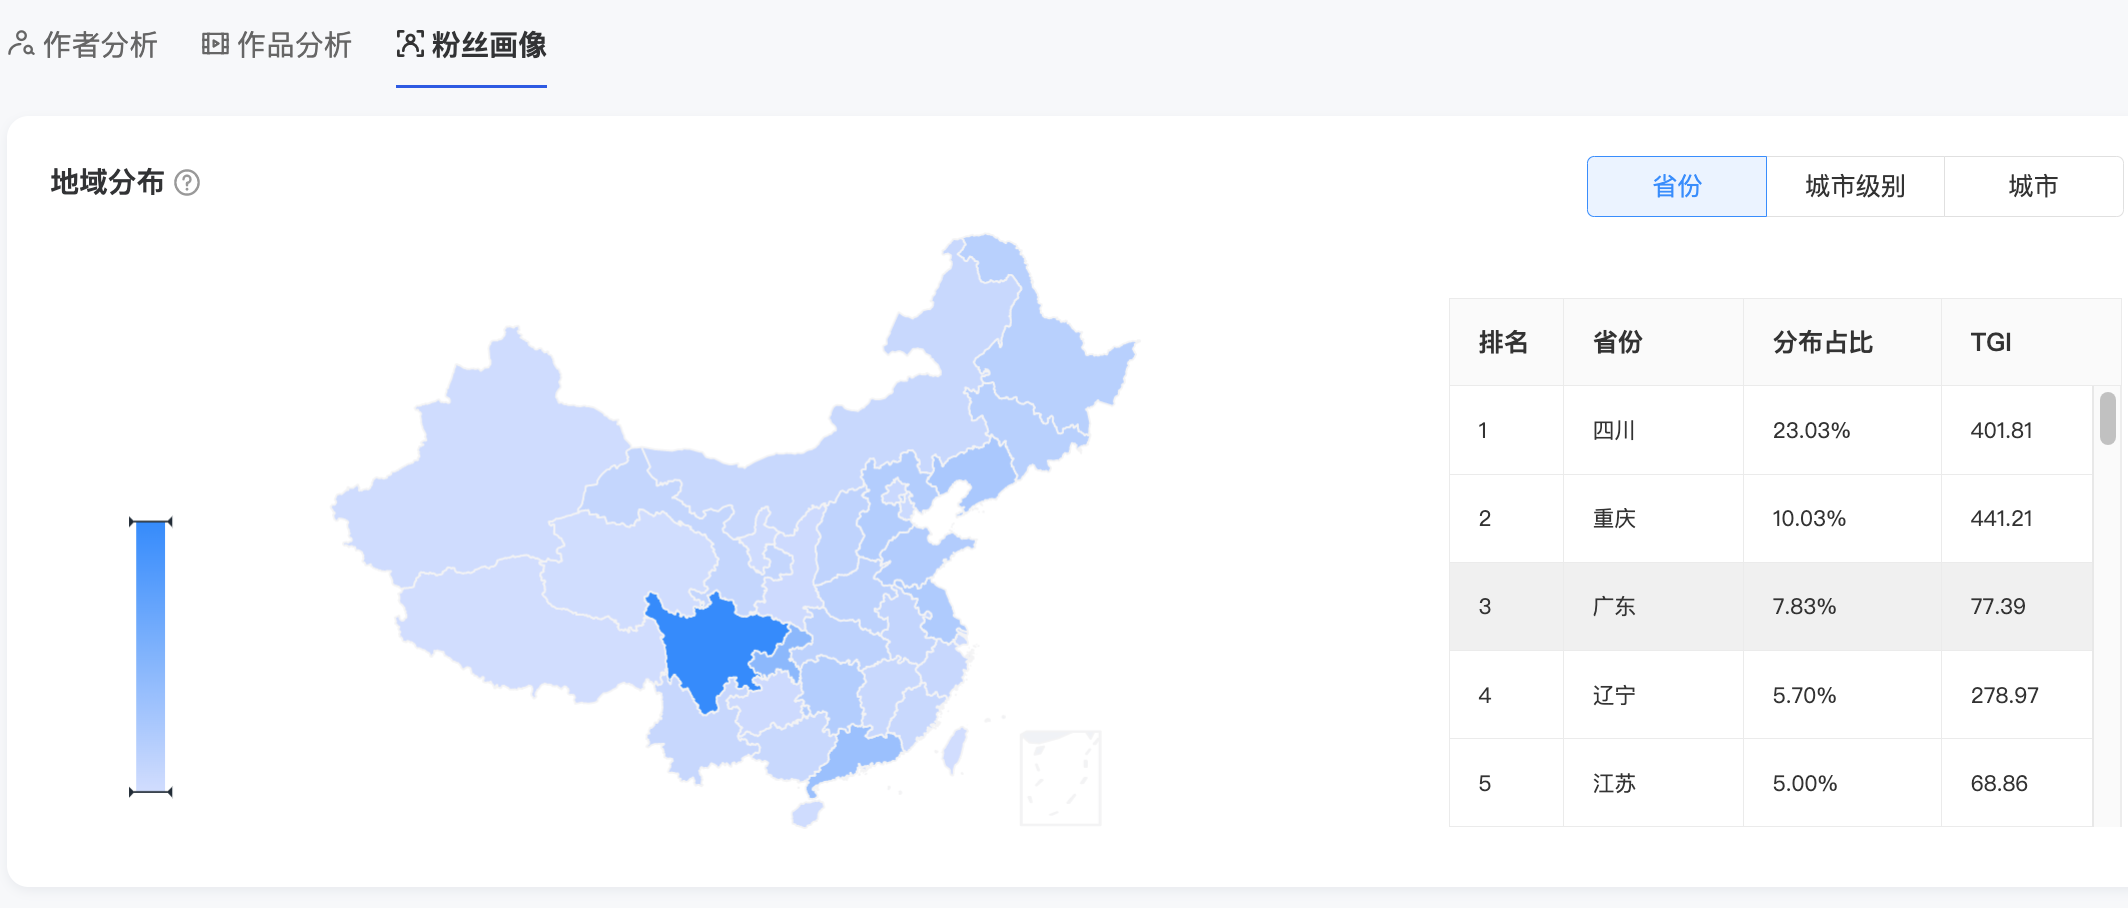 作者分析 作品分析 粉丝画像
地域分布 ?
省份 城市级别 城市
排名 省份 分布占比 TGI
1 四川 23.03% 401.81
2 重庆 10.03% 441.21
3 广东 7.83% 77.39
4 辽宁 5.70% 278.97
5 江苏 5.00% 68.86